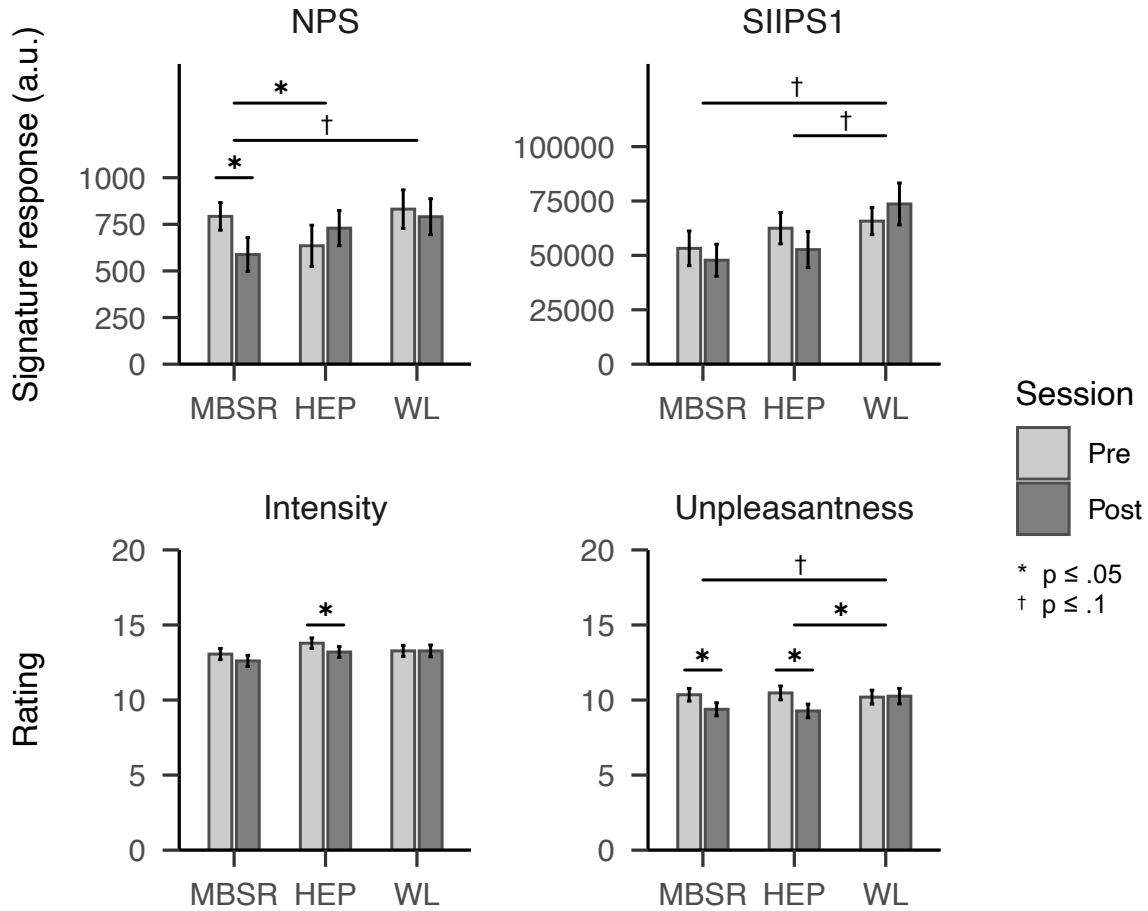 NPS
SIIPS1
Signature response (a.u.)
*
†
*
1000
750
500
250
0
MBSR HEP WL
†
†
100000
75000
50000
25000
0
MBSR HEP WL
Session
Pre
Post
* p ≤ .05
† p ≤ .1
Intensity
Unpleasantness
Rating
20
15
10
5
0
*
MBSR HEP WL
20
15
10
5
0
†
*
* *
MBSR HEP WL